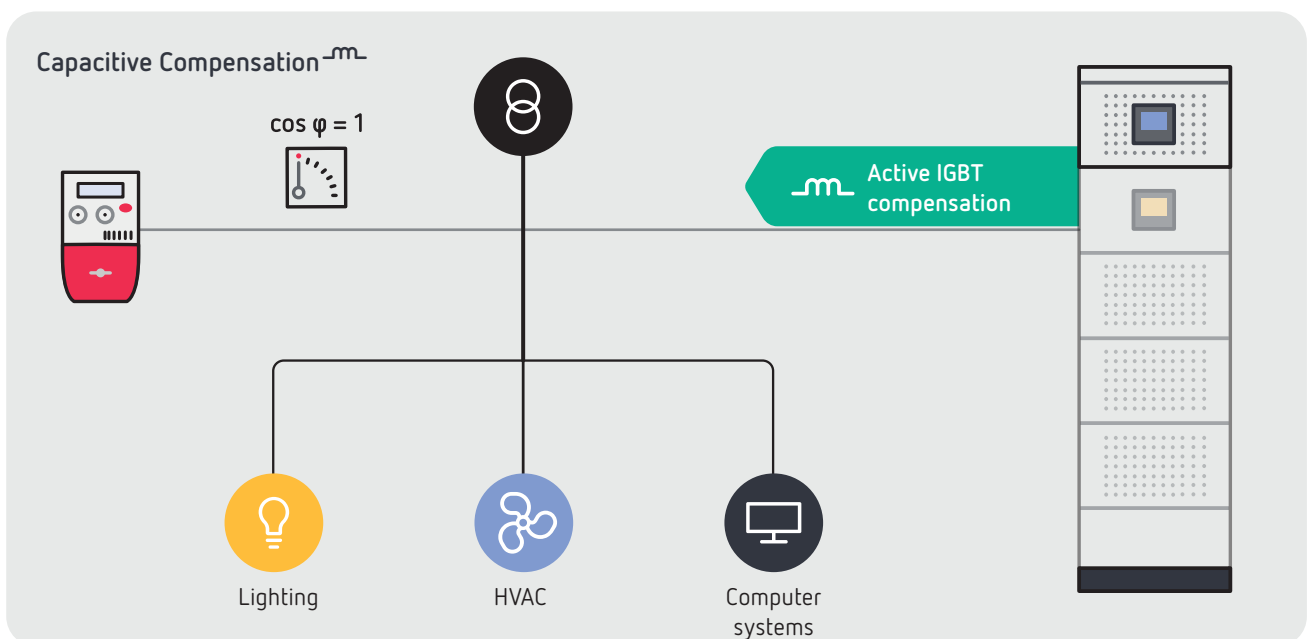 Capacitive Compensation
cos φ = 1
Active IGBT
compensation
Lighting
HVAC
Computer
systems